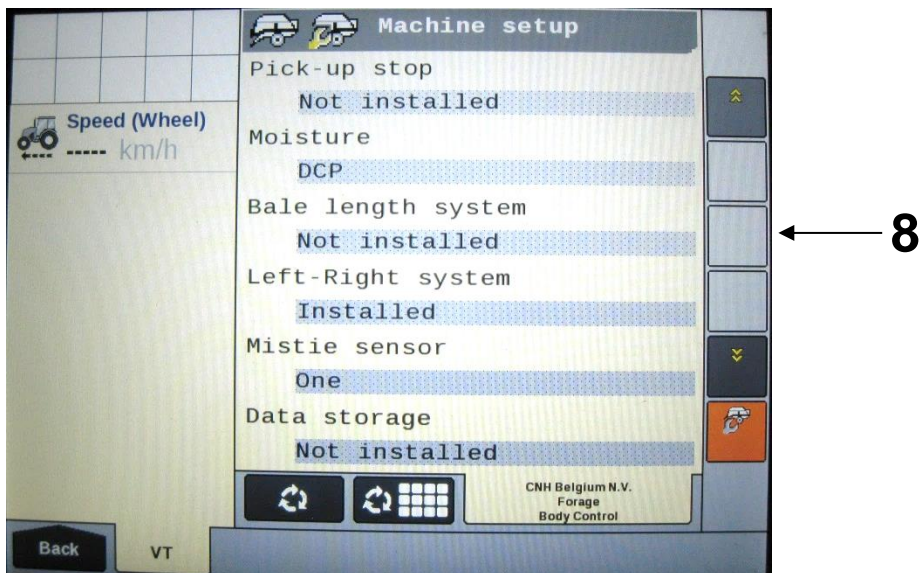 Machine setup
Pick-up stop
Not installed
Speed (Wheel)
----- km/h
Moisture
DCP
Bale length system
Not installed
8
Left-Right system
Installed
Mistie sensor
One
Data storage
Not installed
CNH Belgium N.V.
Forage
Body Control
Back
VT